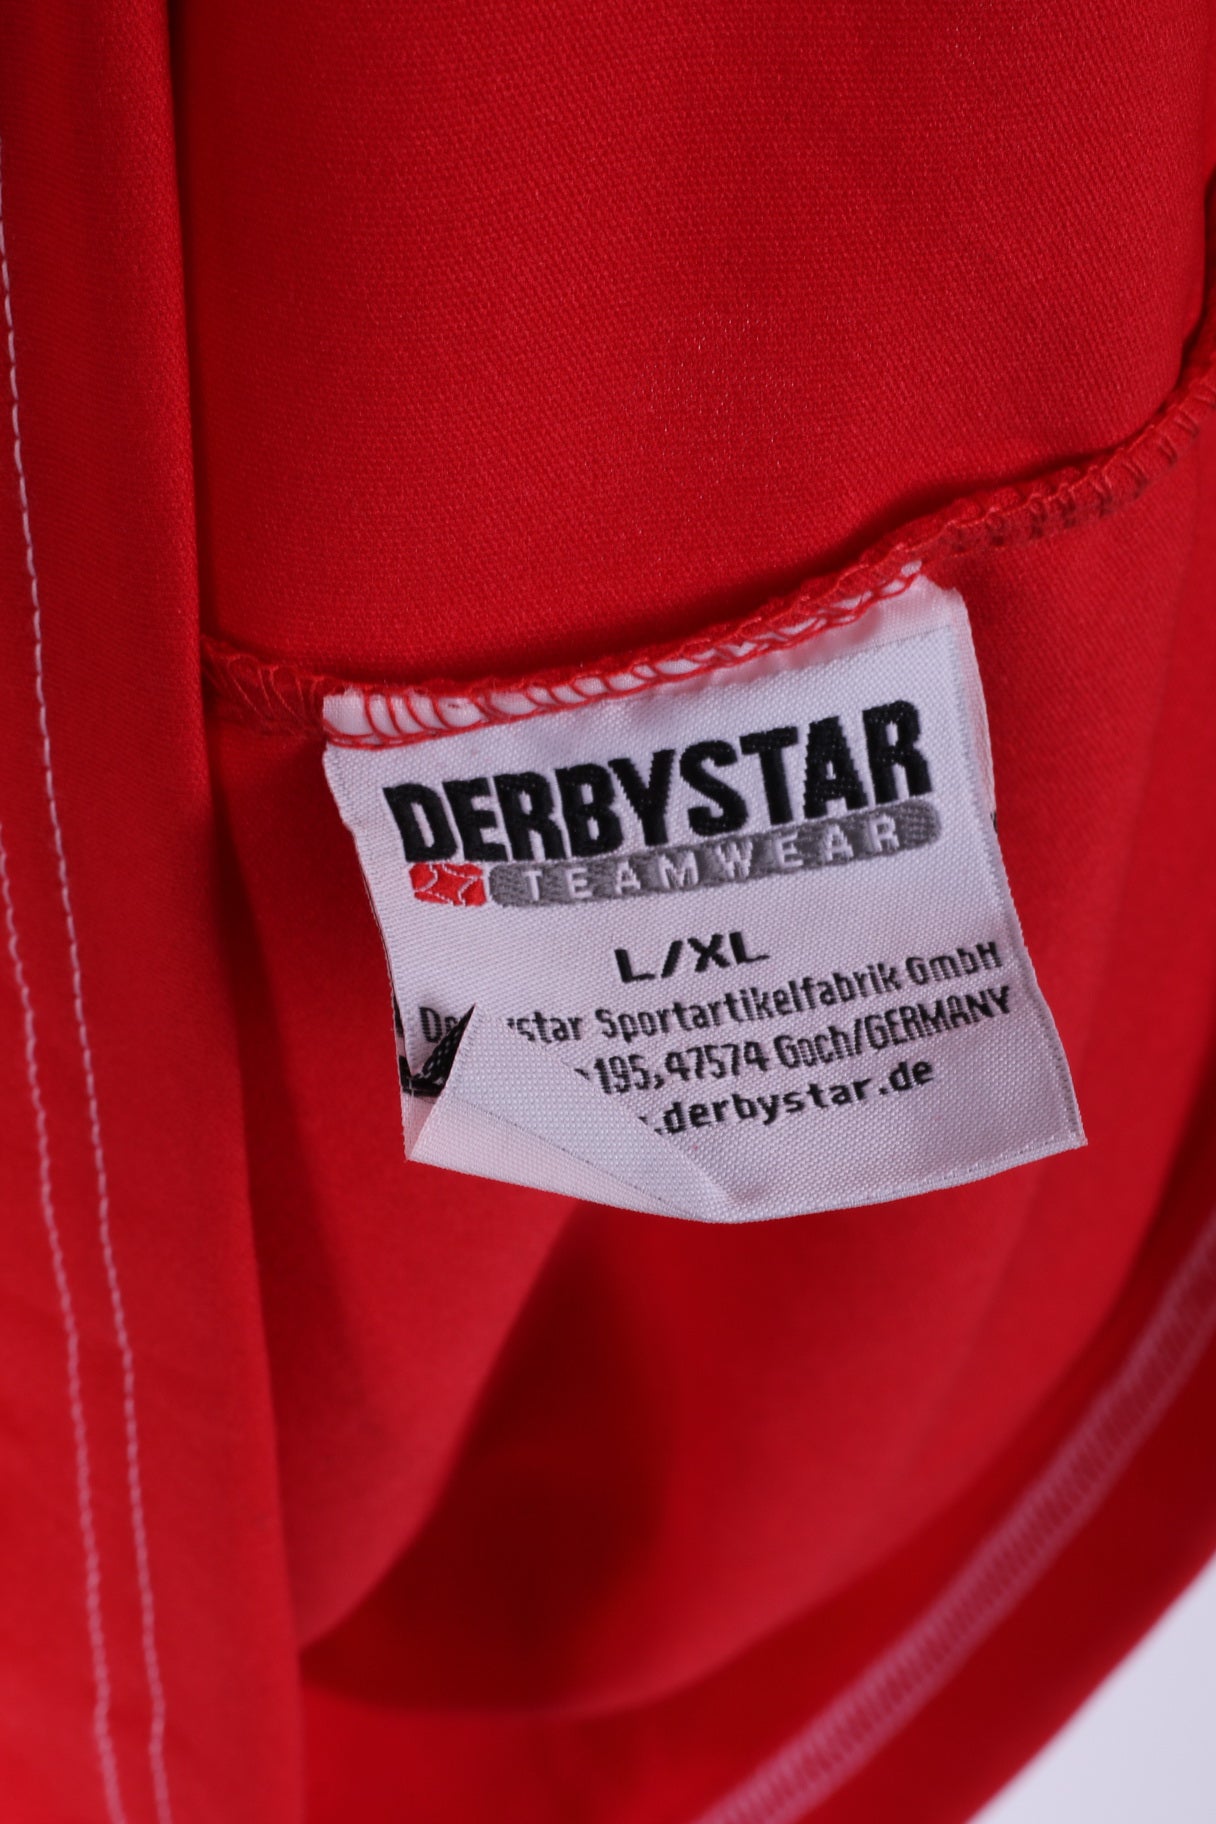 DERBYSTAR
TEAMWEAR
L/XL
Sportartikelfabrik GmbH
195, 47574 Goch/GERMANY
.derbystar.de